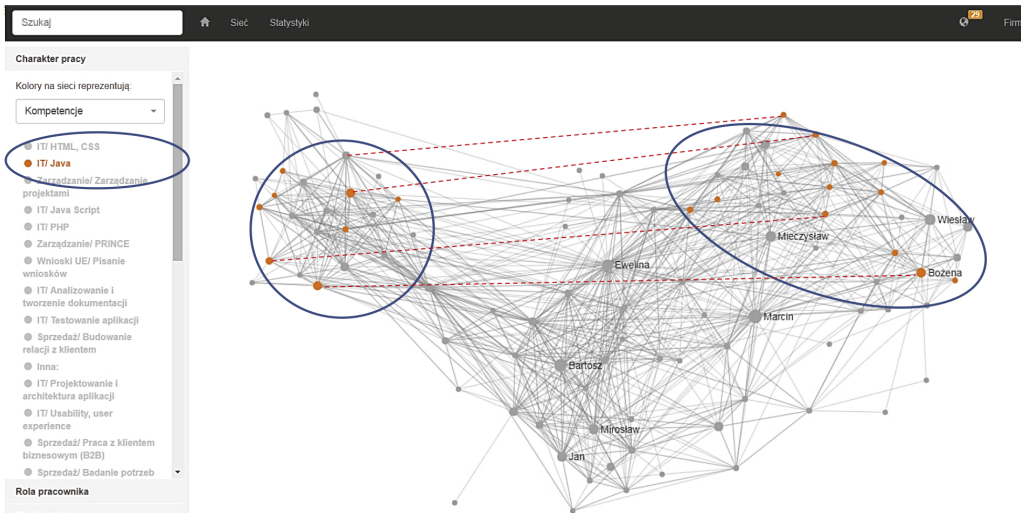 Szukaj
Sieć
Statystyki
29
Firm
Charakter pracy
Kolory na sieci reprezentują:
Kompetencje
IT/ HTML, CSS
IT/ Java
Zarządzanie/ Zarządzanie
projektami
IT/ Java Script
IT/ PHP
Zarządzanie/ PRINCE
Wnioski UE/ Pisanie
wniosków
IT/ Analizowanie i
tworzenie dokumentacji
IT/ Testowanie aplikacji
Sprzedaż/ Budowanie
relacji z klientem
Inna:
IT/ Projektowanie i
architektura aplikacji
IT/ Usability, user
experience
Sprzedaż/ Praca z klientem
biznesowym (B2B)
Sprzedaż/ Badanie potrzeb
Rola pracownika
Wiesław
Mieczysław
Ewelina
Bożena
Marcin
Bartosz
Mirosław
Jan